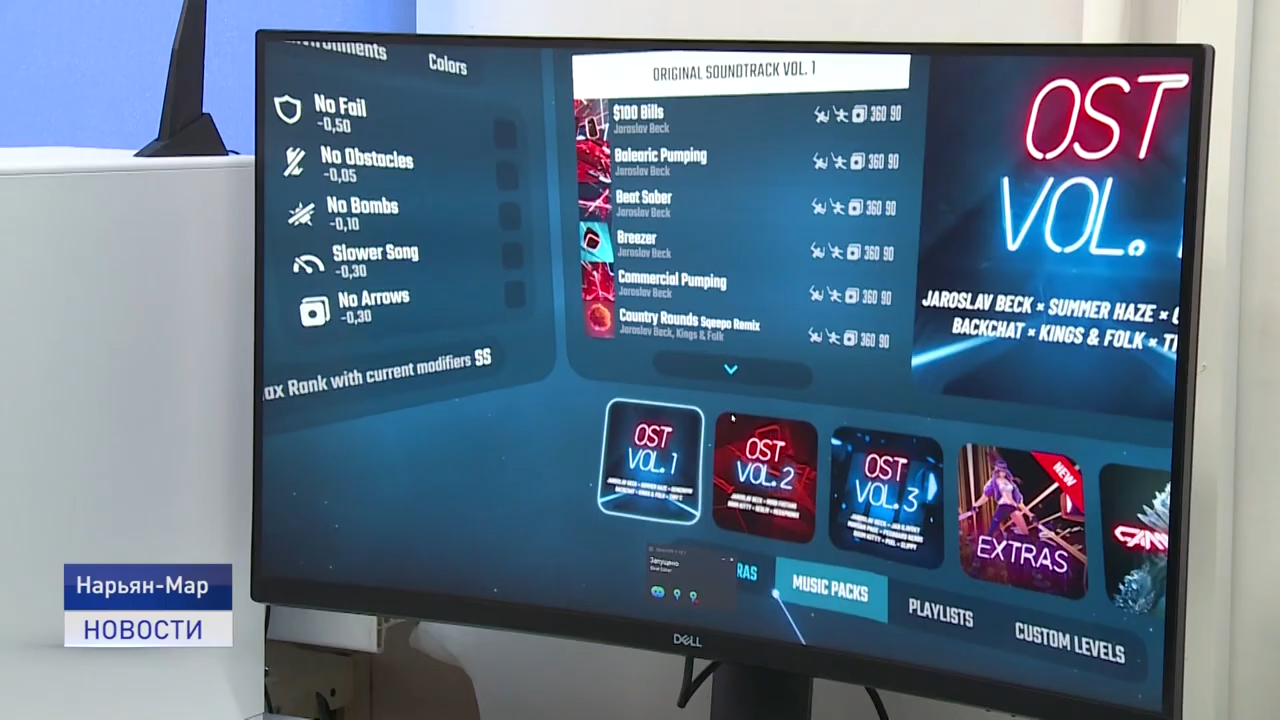 Colors
No Fail
-0,50
No Obstacles
-0,05
No Bombs
-0,10
Slower Song
-0,30
No Arrows
-0,30
Rank with current modifiers SS
ORIGINAL SOUNDTRACK VOL. 1
$100 Bills
Jaroslav Beck
360 90
Balearic Pumping
Jaroslav Beck
360 90
Beat Saber
Jaroslav Beck
360 90
Breezer
Jaroslav Beck
360 90
Commercial Pumping
Jaroslav Beck
360 90
Country Rounds Sqeepo Remix
Jaroslav Beck, Kings & Folk
360 90
OST
VOL.
JAROSLAV BECK × SUMMER HAZE ×
BACKCHAT × KINGS & FOLK ×
OST
VOL. 1
OST
VOL. 2
OST
VOL. 3
NEW
EXTRAS
Запущено
Beat Saber
MUSIC PACKS
PLAYLISTS
CUSTOM LEVELS
DELL
Нарьян-Мар
НОВОСТИ